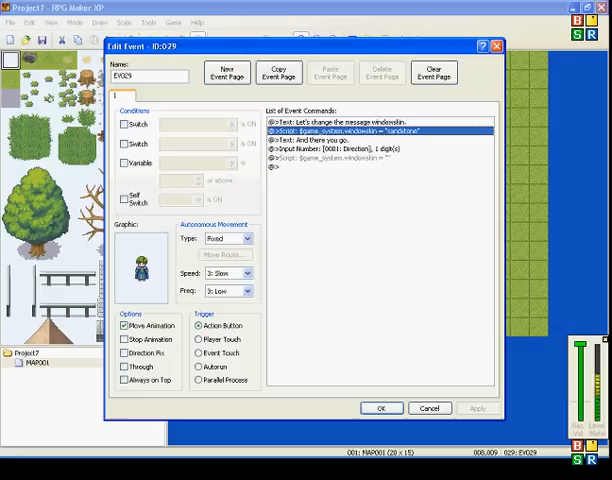 Project7 - RPG Maker XP
File Edit View Mode Draw Scale Tools Game Help
Edit Event - ID:029
Name:
EV029
New Event Page
Copy Event Page
Paste Event Page
Delete Event Page
Clear Event Page
1
Conditions
Switch is ON
Switch is ON
Variable is
or above
Self Switch is ON
Graphic:
Autonomous Movement
Type: Fixed
Move Route...
Speed: 3: Slow
Freq: 3: Low
Options
Move Animation
Stop Animation
Direction Fix
Through
Always on Top
Trigger
Action Button
Player Touch
Event Touch
Autorun
Parallel Process
List of Event Commands:
@>Text: Let's change the message windowskin.
@>Script: $game_system.windowskin = "sandstone"
@>Text: And there you go.
@>Input Number: [0001: Direction], 1 digit(s)
@>Script: $game_system.windowskin = ""
@>
OK
Cancel
Apply
Project7
MAP001
B R
S R
Rec Vol
Level Meter
B R
S R
001: MAP001 (20 x 15)
008,009
029: EV029